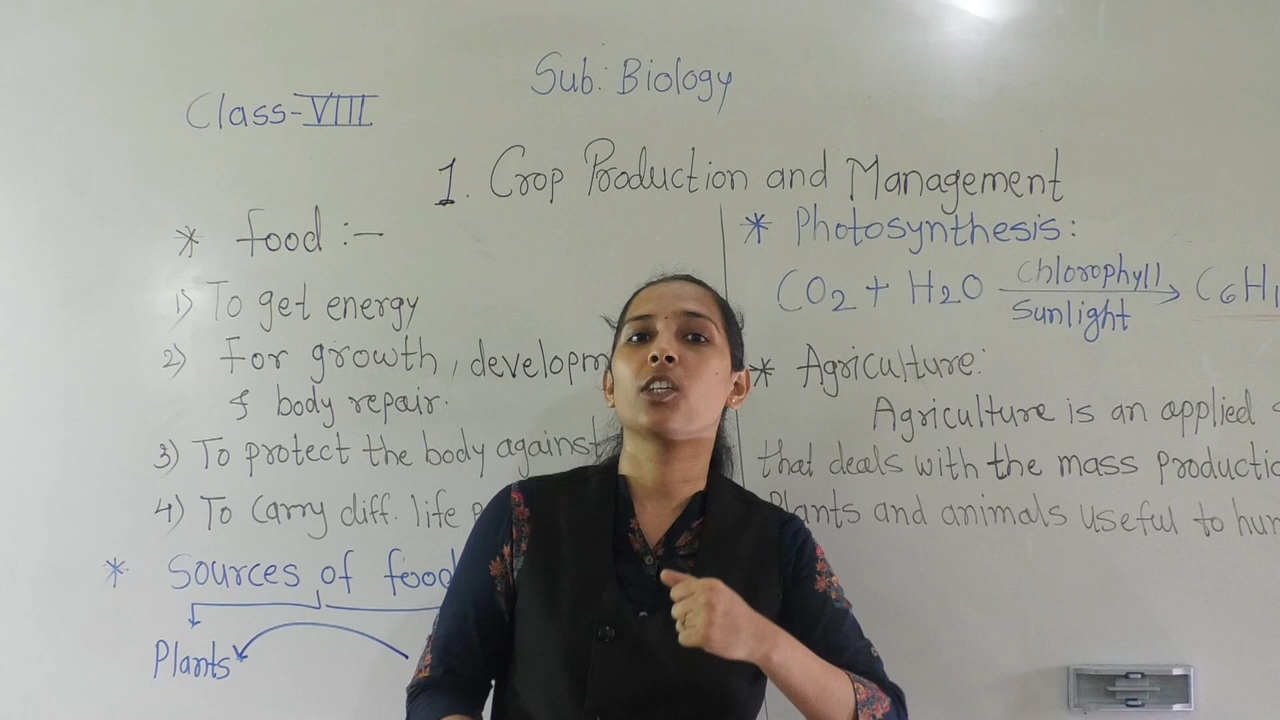 Sub: Biology
Class-VIII
1. Crop Production and Management
* food :-
1) To get energy
2) For growth, developm
& body repair.
3) To protect the body against
4) To carry diff. life
* Sources of food
Plants
* Photosynthesis:
CO2 + H2O Chlorophyll Sunlight → C6H1
* Agriculture:
Agriculture is an applied
that deals with the mass productio
Plants and animals useful to hum